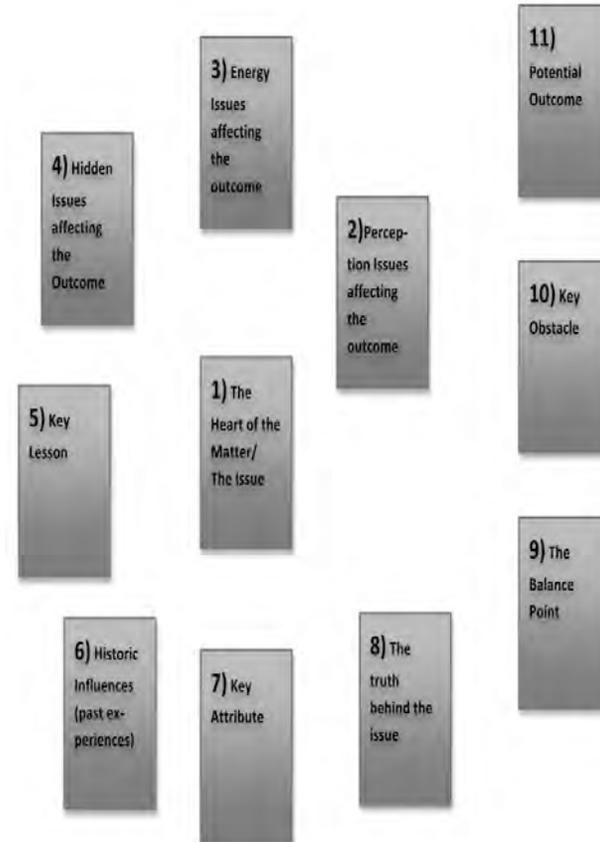 11)
Potential
Outcome
3) Energy
Issues
affecting
the
outcome
4) Hidden
Issues
affecting
the
Outcome
2)Percep-
tion Issues
affecting
the
outcome
10) Key
Obstacle
1) The
Heart of the
Matter/
The Issue
5) Key
Lesson
9) The
Balance
Point
6) Historic
Influences
(past ex-
periences)
7) Key
Attribute
8) The
truth
behind the
issue